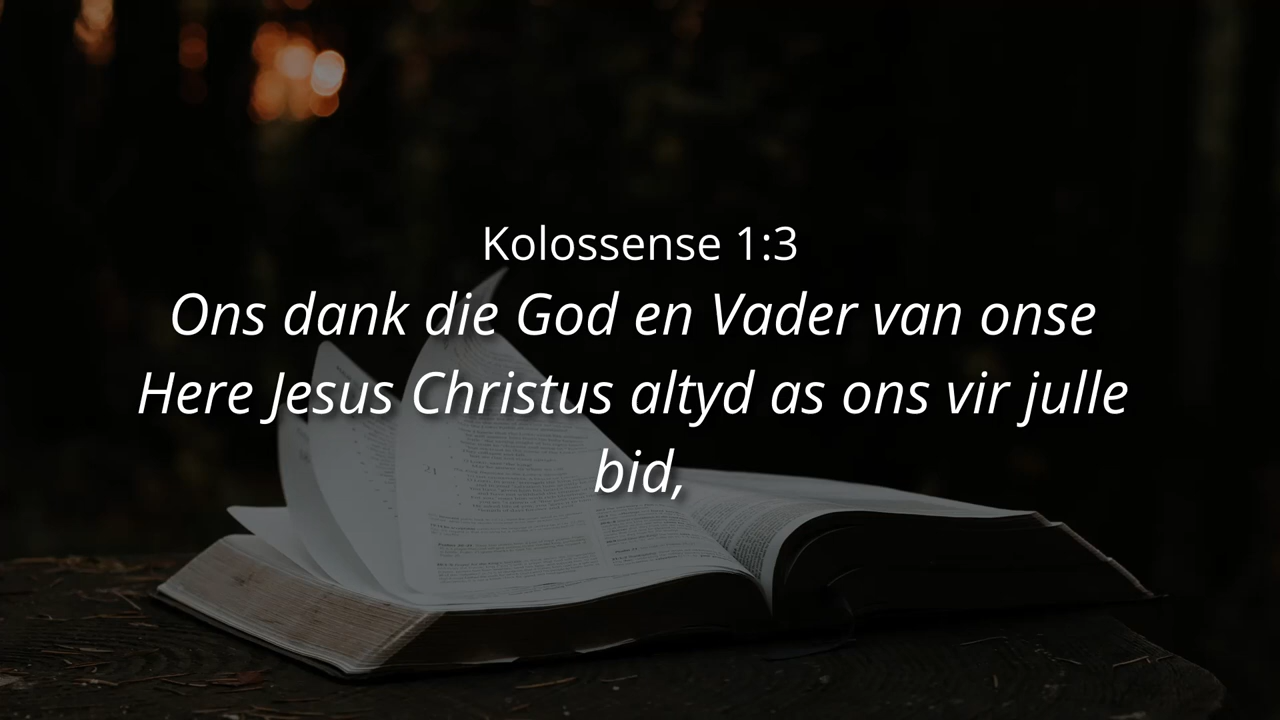 Kolossense 1:3
Ons dank die God en Vader van onse
Here Jesus Christus altyd as ons vir julle
bid,